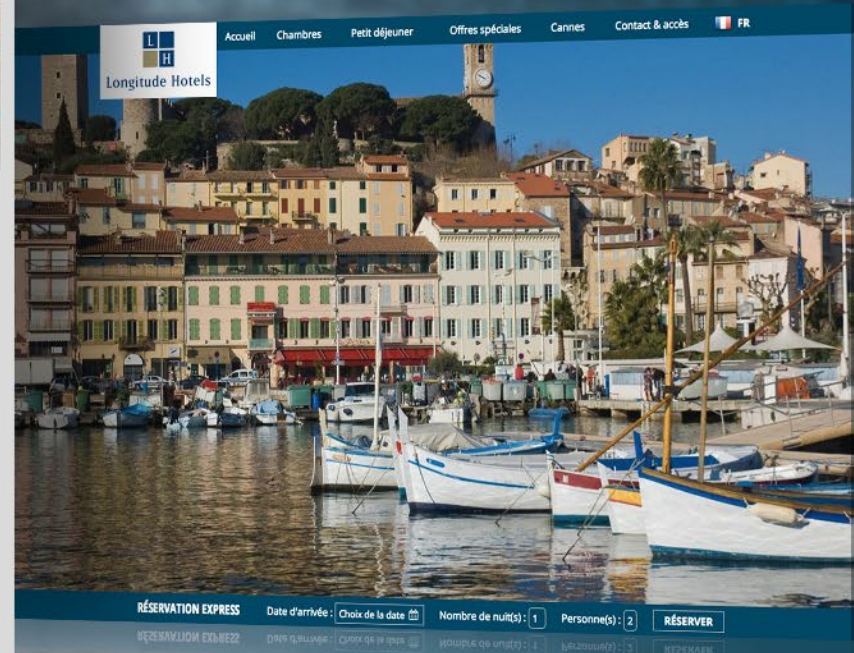 L
H
Longitude Hotels
Accueil Chambres Petit déjeuner Offres spéciales Cannes Contact & accès FR
RÉSERVATION EXPRESS Date d'arrivée : Choix de la date Nombre de nuit(s) : 1 Personne(s) : 2 RÉSERVER